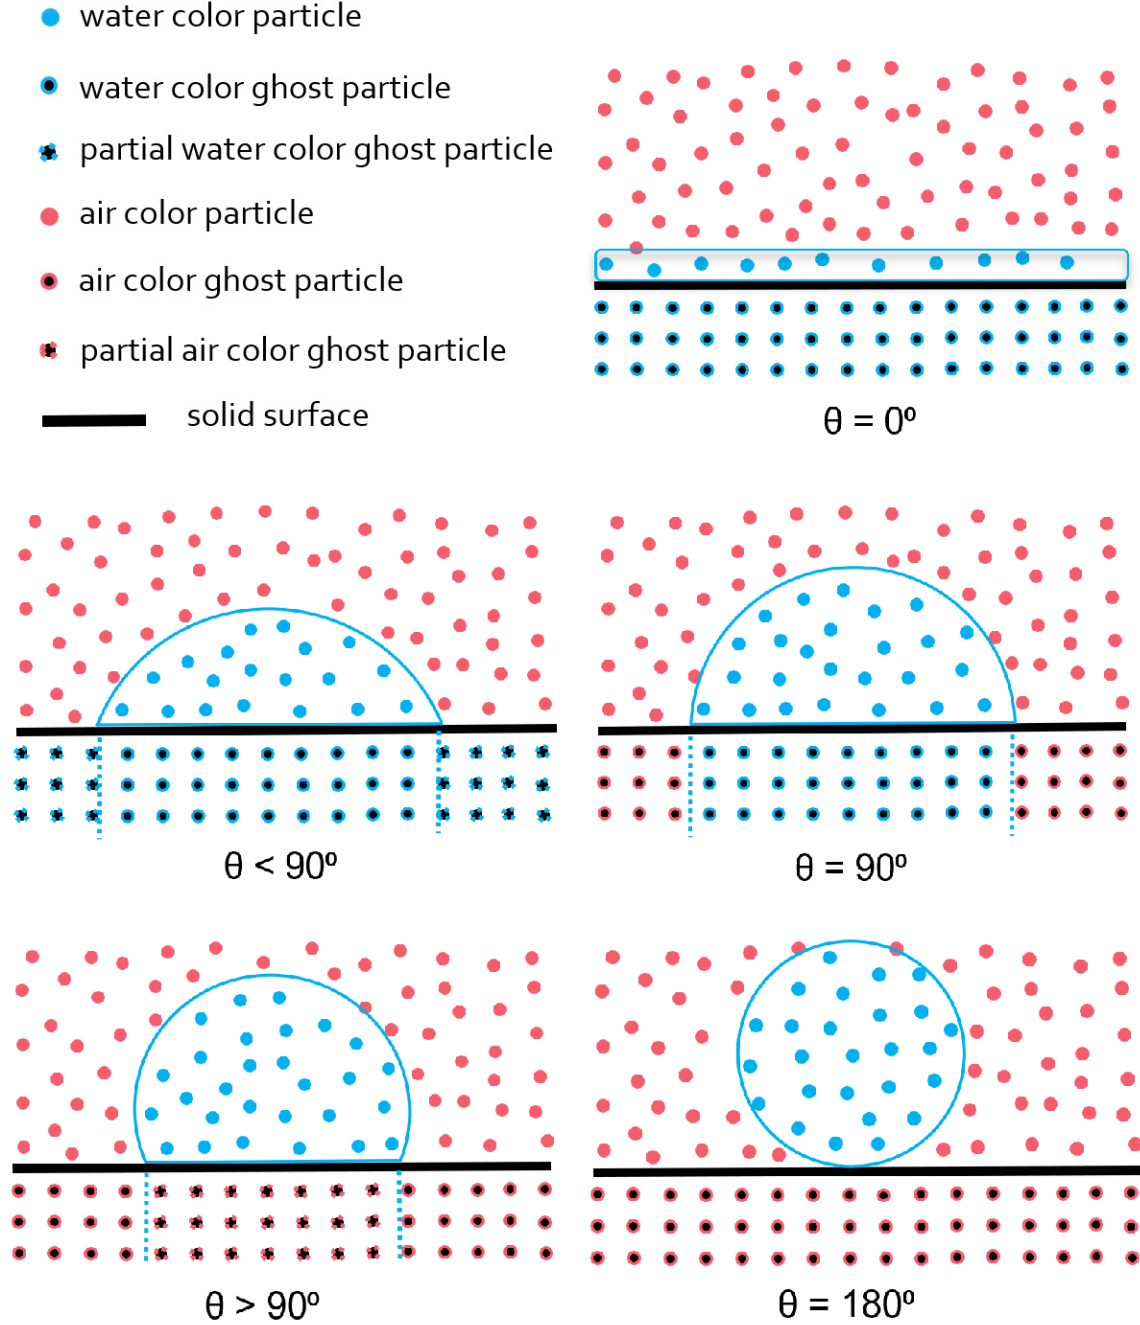 water color particle
water color ghost particle
partial water color ghost particle
air color particle
air color ghost particle
partial air color ghost particle
solid surface
θ = 0º
θ < 90º
θ = 90º
θ > 90º
θ = 180º